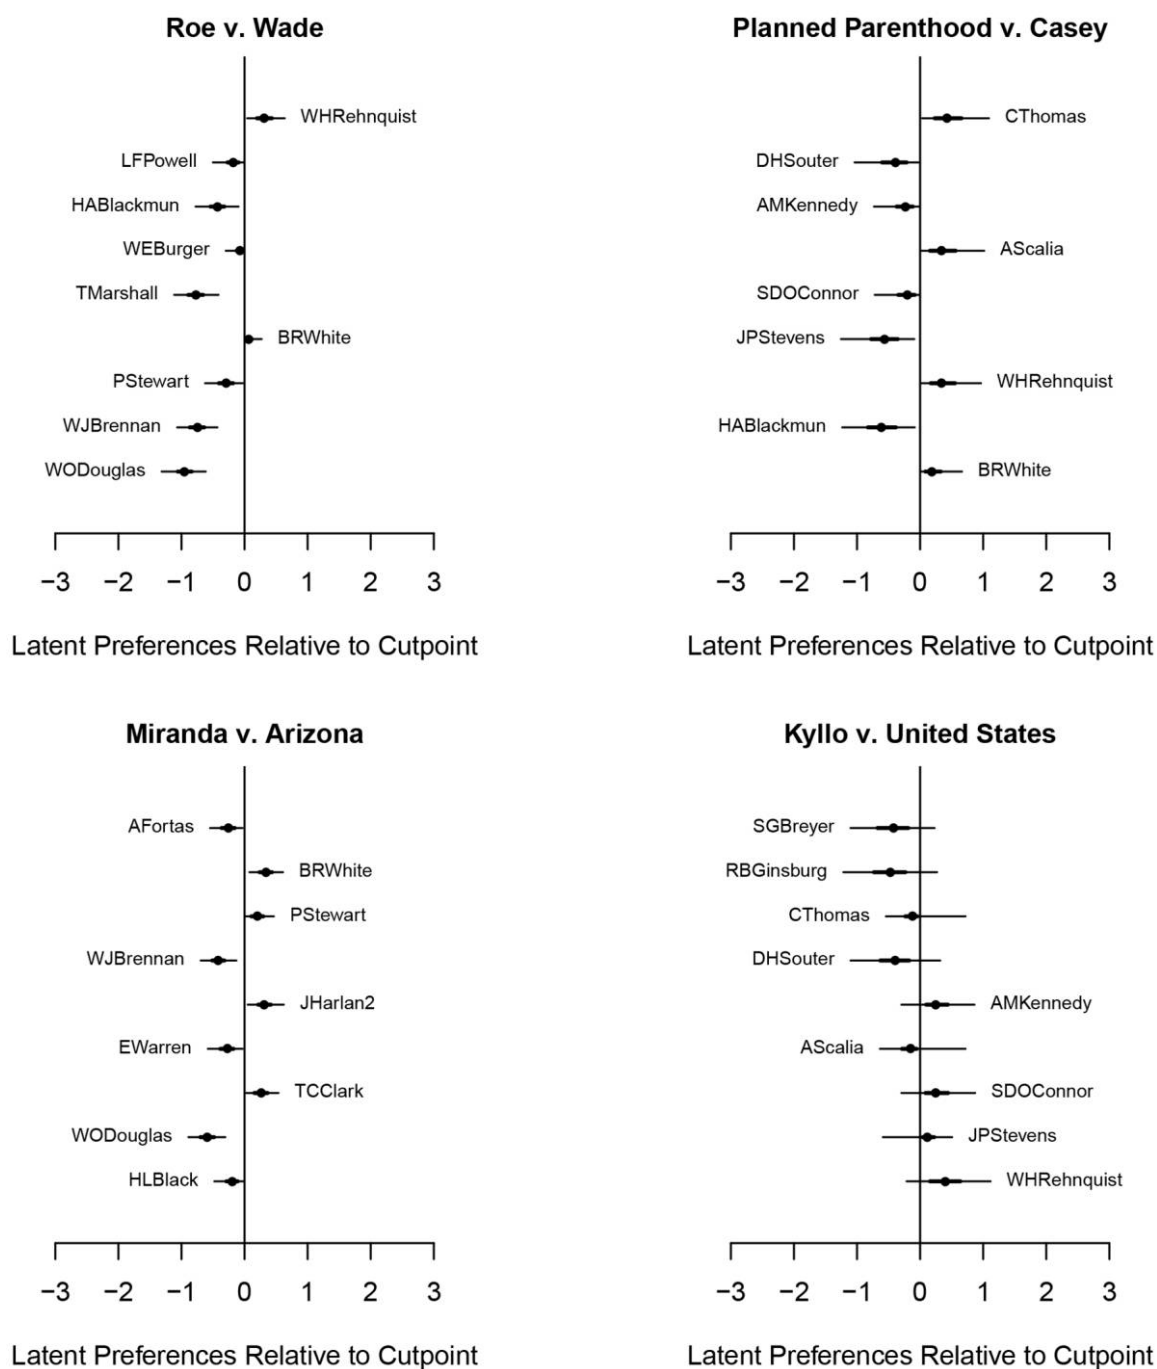 Roe v. Wade
WHRehnquist
LFPowell
HABlackmun
WEBurger
TMarshall
BRWhite
PStewart
WJBrennan
WODouglas
−3 −2 −1 0 1 2 3
Latent Preferences Relative to Cutpoint
Planned Parenthood v. Casey
CThomas
DHSouter
AMKennedy
AScalia
SDOConnor
JPStevens
WHRehnquist
HABlackmun
BRWhite
−3 −2 −1 0 1 2 3
Latent Preferences Relative to Cutpoint
Miranda v. Arizona
AFortas
BRWhite
PStewart
WJBrennan
JHarlan2
EWarren
TCClark
WODouglas
HLBlack
−3 −2 −1 0 1 2 3
Latent Preferences Relative to Cutpoint
Kyllo v. United States
SGBreyer
RBGinsburg
CThomas
DHSouter
AMKennedy
AScalia
SDOConnor
JPStevens
WHRehnquist
−3 −2 −1 0 1 2 3
Latent Preferences Relative to Cutpoint